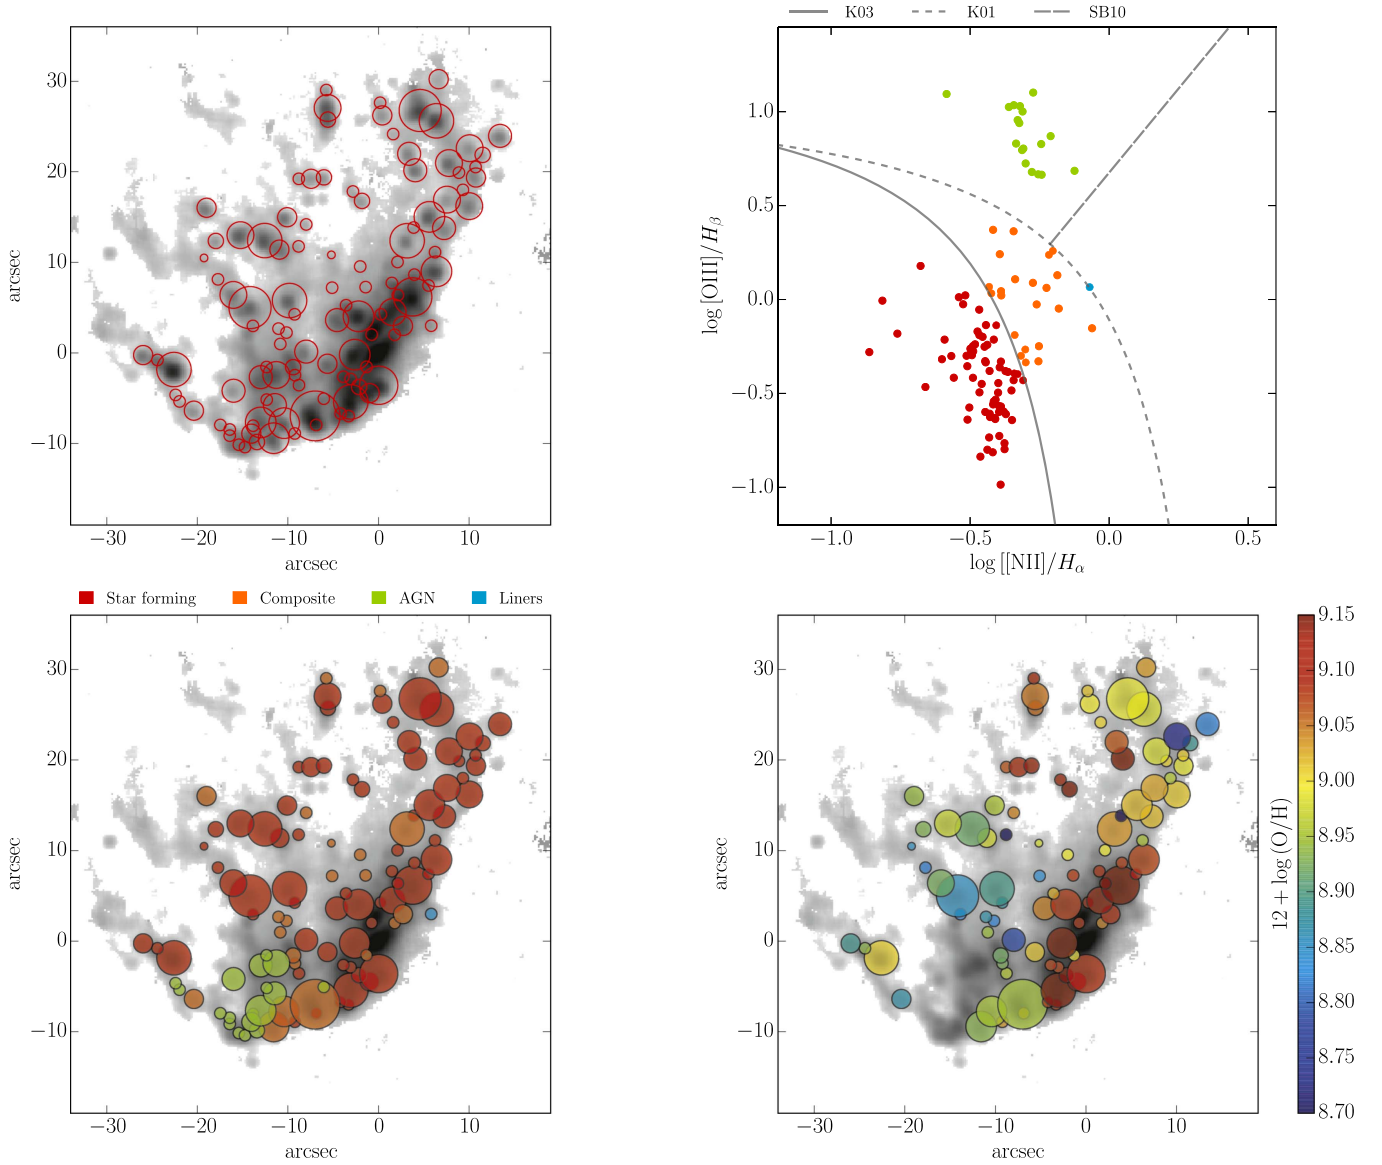 K03 K01 SB10
30
20
10
0
−10
arcsec
−30 −20 −10 0 10
arcsec
1.0
0.5
0.0
−0.5
−1.0
log [OIII]/Hβ
−1.0 −0.5 0.0 0.5
log [[NII]/Hα
Star forming Composite AGN Liners
30
20
10
0
−10
arcsec
−30 −20 −10 0 10
arcsec
30
20
10
0
−10
arcsec
−30 −20 −10 0 10
arcsec
9.15
9.10
9.05
9.00
8.95
8.90
8.85
8.80
8.75
8.70
12 + log (O/H)